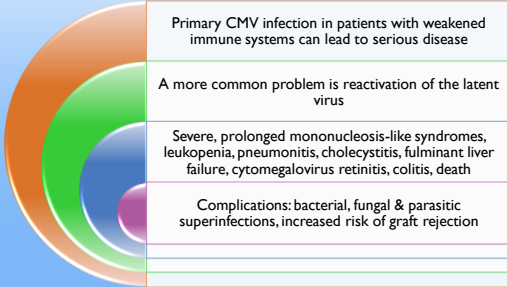 Primary CMV infection in patients with weakened
immune systems can lead to serious disease
A more common problem is reactivation of the latent
virus
Severe, prolonged mononucleosis-like syndromes,
leukopenia, pneumonitis, cholecystitis, fulminant liver
failure, cytomegalovirus retinitis, colitis, death
Complications: bacterial, fungal & parasitic
superinfections, increased risk of graft rejection